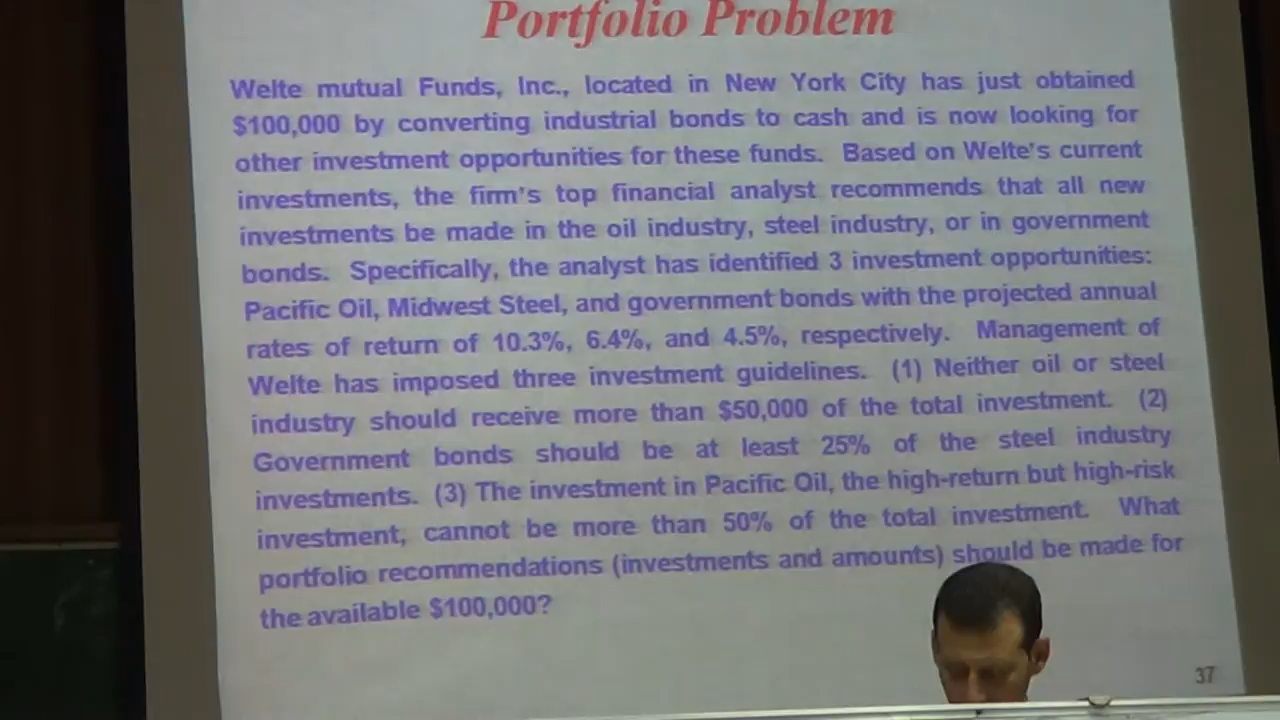 Portfolio Problem
Welte mutual Funds, Inc., located in New York City has just obtained
$100,000 by converting industrial bonds to cash and is now looking for
other investment opportunities for these funds. Based on Welte's current
investments, the firm's top financial analyst recommends that all new
investments be made in the oil industry, steel industry, or in government
bonds. Specifically, the analyst has identified 3 investment opportunities:
Pacific Oil, Midwest Steel, and government bonds with the projected annual
rates of return of 10.3%, 6.4%, and 4.5%, respectively. Management of
Welte has imposed three investment guidelines. (1) Neither oil or steel
industry should receive more than $50,000 of the total investment. (2)
Government bonds should be at least 25% of the steel industry
investments. (3) The investment in Pacific Oil, the high-return but high-risk
investment, cannot be more than 50% of the total investment. What
portfolio recommendations (investments and amounts) should be made for
the available $100,000?
37